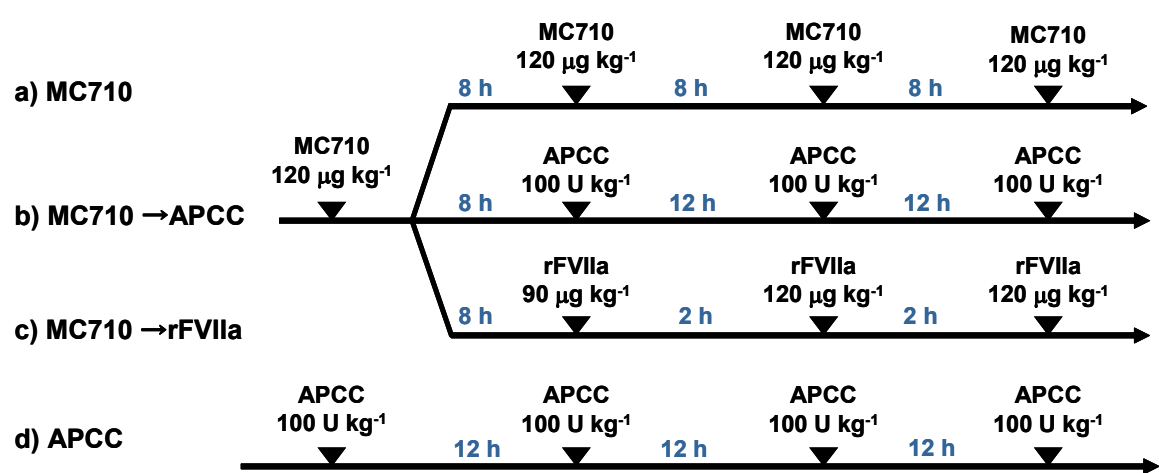 MC710 MC710 MC710
120 µg kg-1 120 µg kg-1 120 µg kg-1
a) MC710 8 h 8 h 8 h
MC710 APCC APCC APCC
120 µg kg-1 100 U kg-1 100 U kg-1 100 U kg-1
b) MC710 →APCC 8 h 12 h 12 h
rFVIIa rFVIIa rFVIIa
90 µg kg-1 120 µg kg-1 120 µg kg-1
c) MC710 →rFVIIa 8 h 2 h 2 h
APCC APCC APCC APCC
100 U kg-1 100 U kg-1 100 U kg-1 100 U kg-1
d) APCC 12 h 12 h 12 h